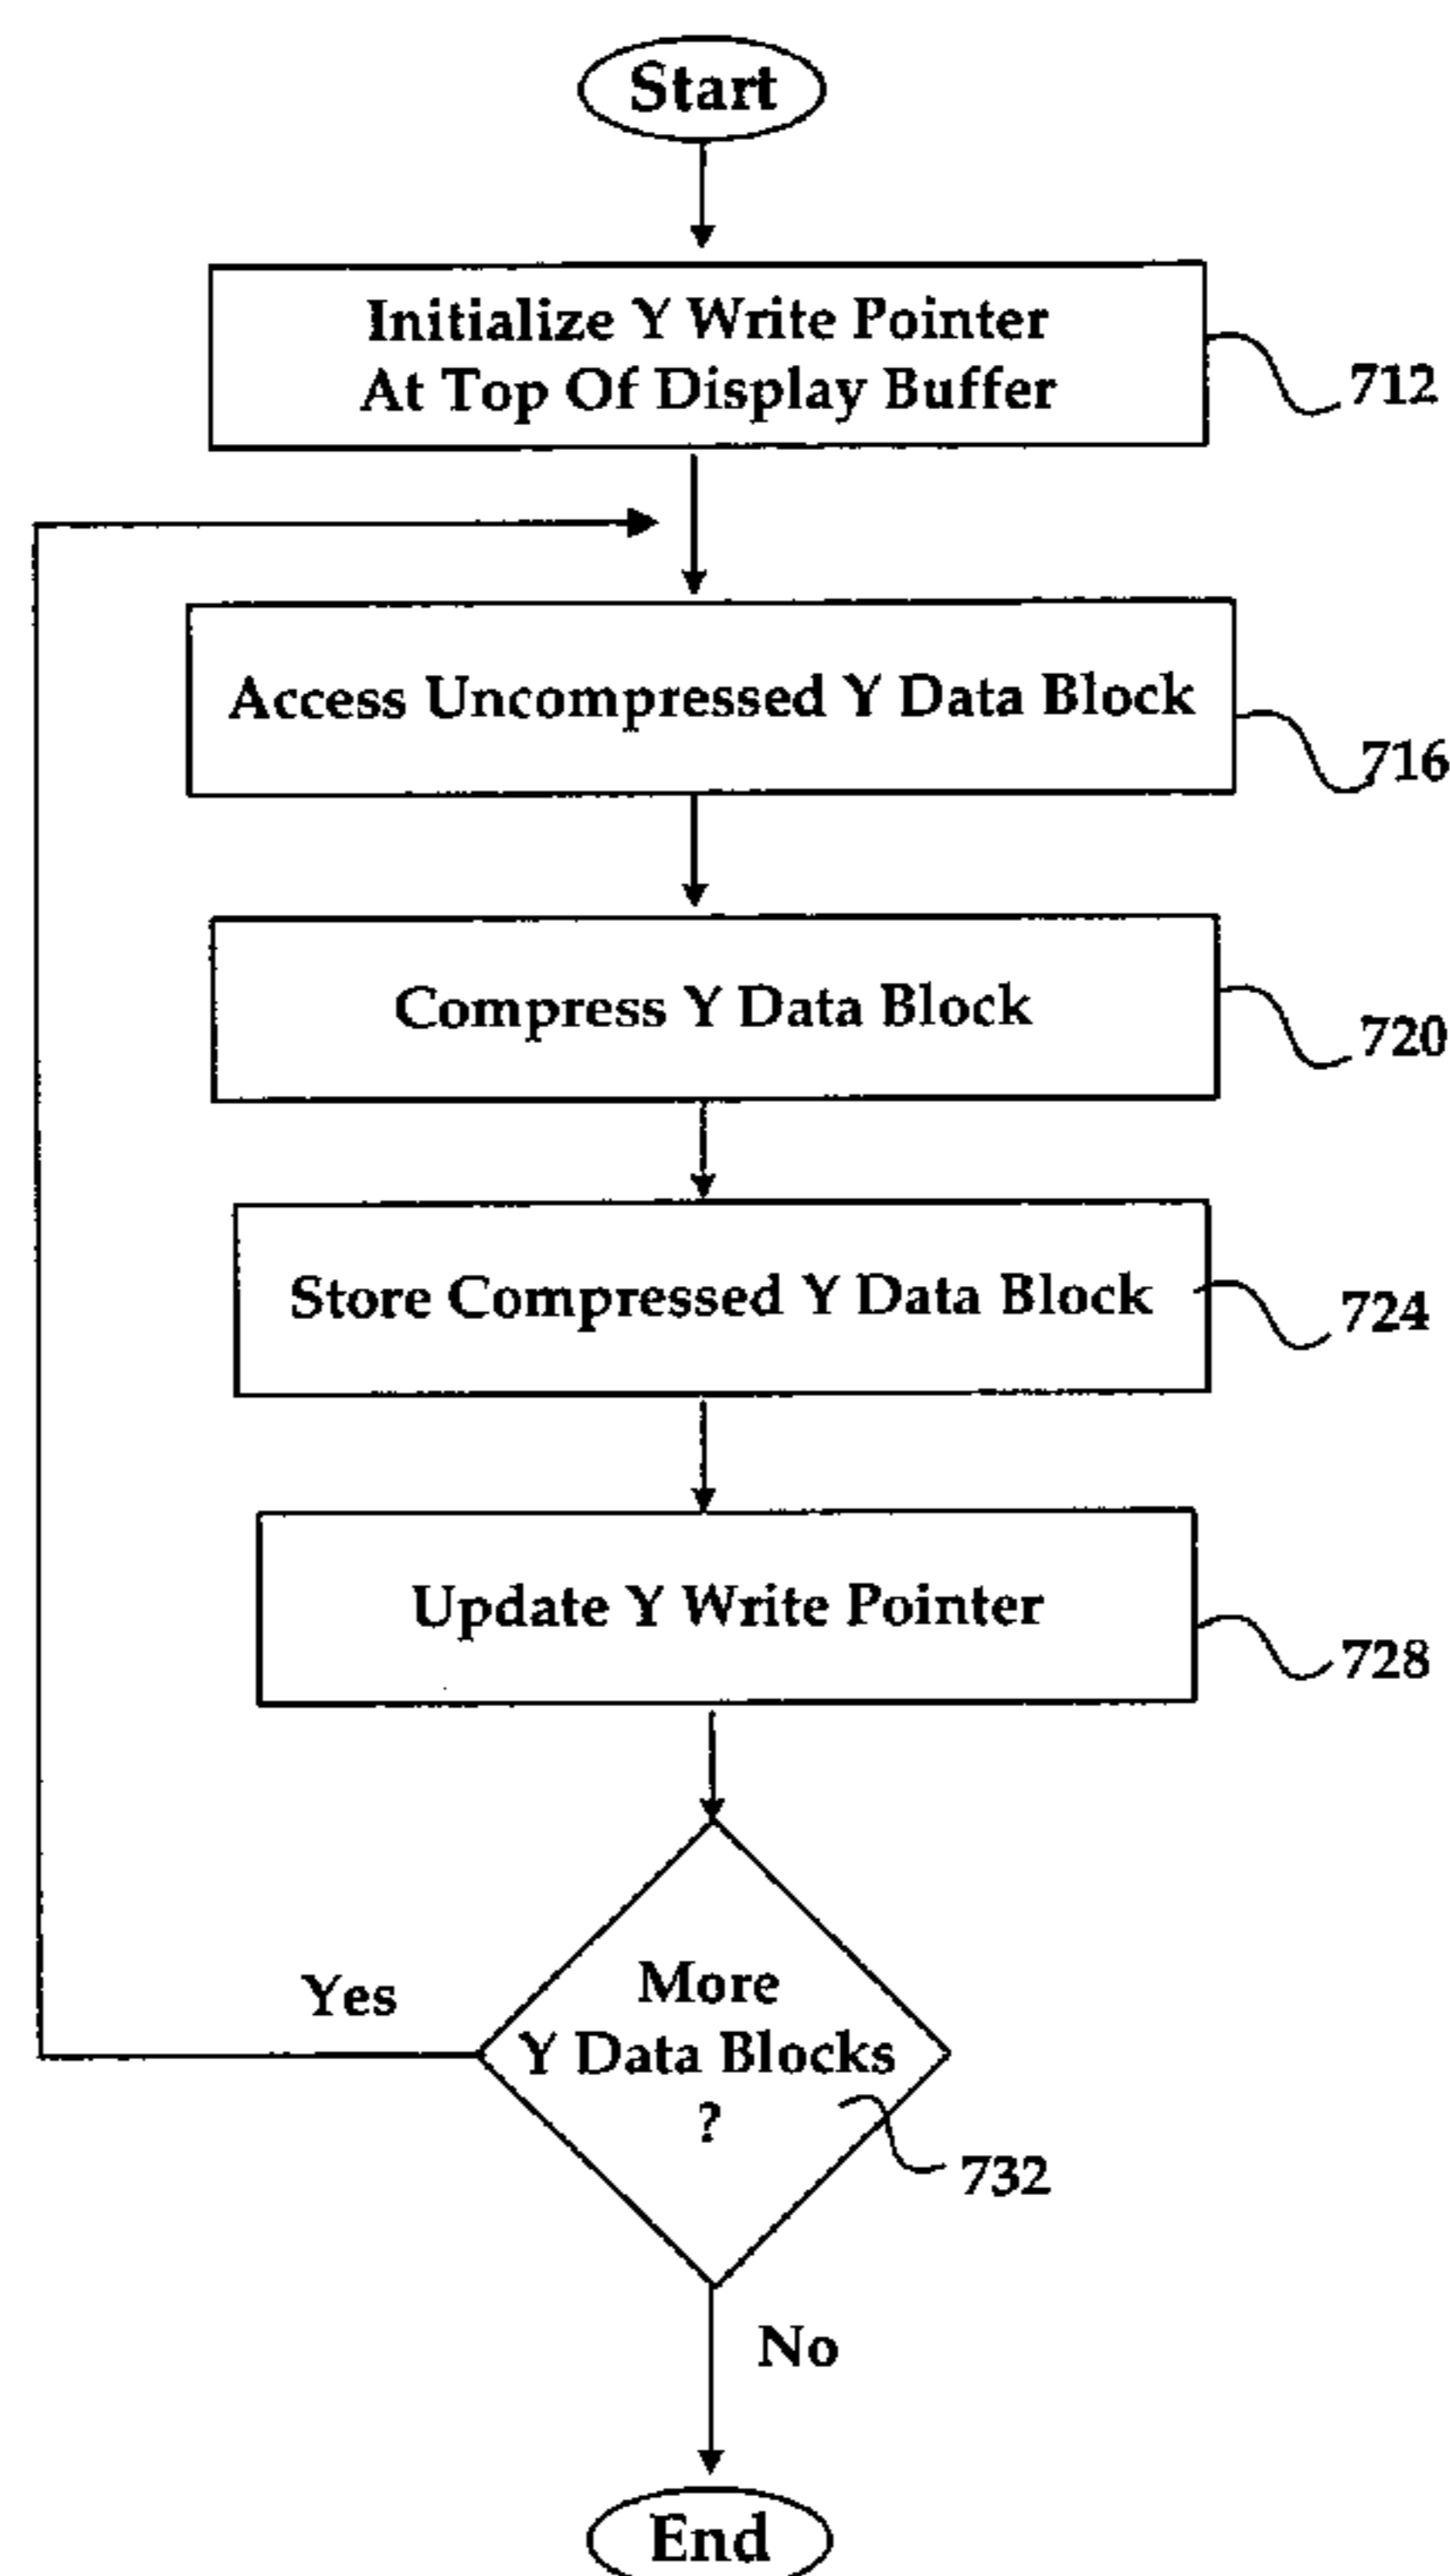 Start
Initialize Y Write Pointer
At Top Of Display Buffer
712
Access Uncompressed Y Data Block
716
Compress Y Data Block
720
Store Compressed Y Data Block
724
Update Y Write Pointer
728
More
Yes
Y Data Blocks
?
732
No
End